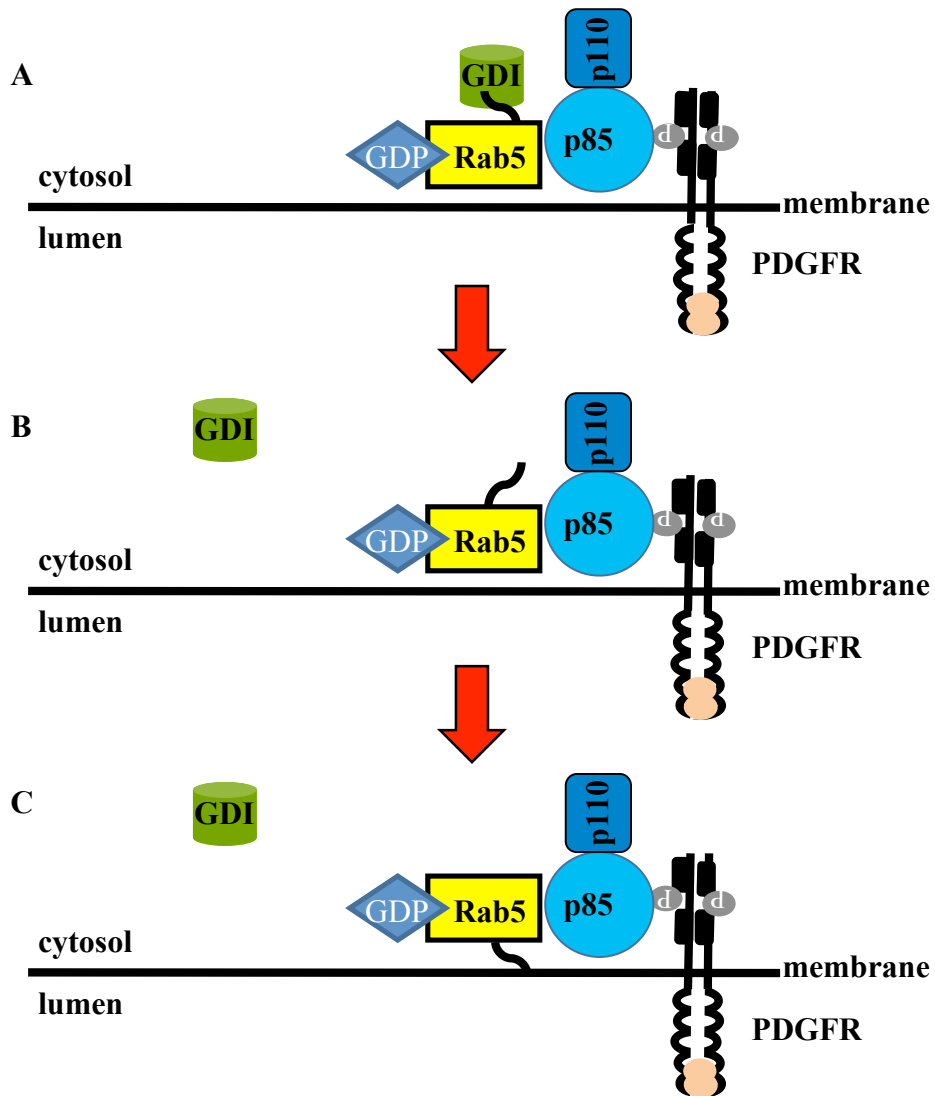 A
p110
GDI
p85
P
P
GDP
Rab5
cytosol
membrane
lumen
PDGFR
B
p110
GDI
p85
P
P
GDP
Rab5
cytosol
membrane
lumen
PDGFR
C
p110
GDI
p85
P
P
GDP
Rab5
cytosol
membrane
lumen
PDGFR